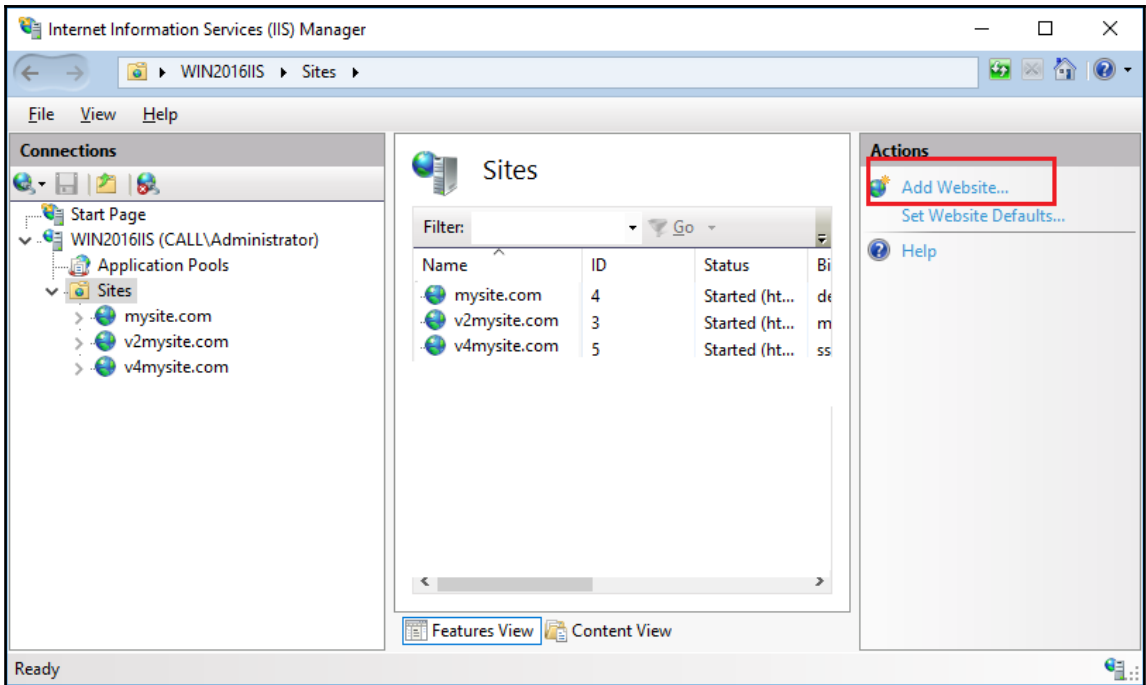 Internet Information Services (IIS) Manager
WIN2016IIS Sites
File View Help
Connections
Start Page
WIN2016IIS (CALL\Administrator)
Application Pools
Sites
mysite.com
v2mysite.com
v4mysite.com
Sites
Filter: Go
Name ID Status Bi
mysite.com 4 Started (ht... de
v2mysite.com 3 Started (ht... m
v4mysite.com 5 Started (ht... ss
Features View Content View
Actions
Add Website...
Set Website Defaults...
Help
Ready